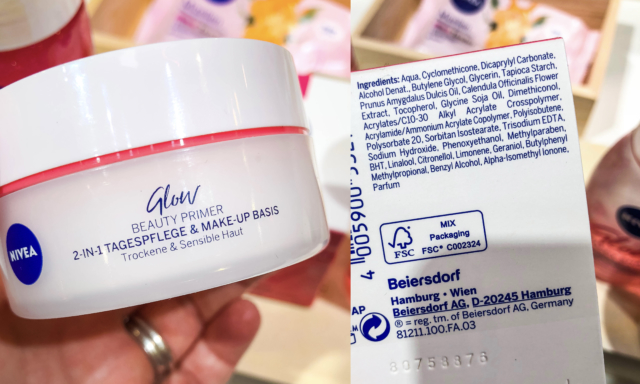 Glow
BEAUTY PRIMER
2-IN-1 TAGESPFLEGE & MAKE-UP BASIS
Trockene & Sensible Haut
NIVEA
Ingredients: Aqua, Cyclomethicone, Dicaprylyl Carbonate,
Alcohol Denat., Butylene Glycol, Glycerin, Tapioca Starch,
Prunus Amygdalus Dulcis Oil, Calendula Officinalis Flower
Extract, Tocopherol, Glycine Soja Oil, Dimethiconol,
Acrylates/C10-30 Alkyl Acrylate Crosspolymer,
Acrylamide/Ammonium Acrylate Copolymer, Polyisobutene,
Polysorbate 20, Sorbitan Isostearate, Trisodium EDTA,
Sodium Hydroxide, Phenoxyethanol, Methylparaben,
BHT, Linalool, Citronellol, Limonene, Geraniol, Butylphenyl
Methylpropional, Benzyl Alcohol, Alpha-Isomethyl Ionone,
Parfum
4 005900
FSC
MIX
Packaging
FSC® C002324
Beiersdorf
Hamburg · Wien
Beiersdorf AG, D-20245 Hamburg
® = reg. tm. of Beiersdorf AG, Germany
81211.100.FA.03
AP